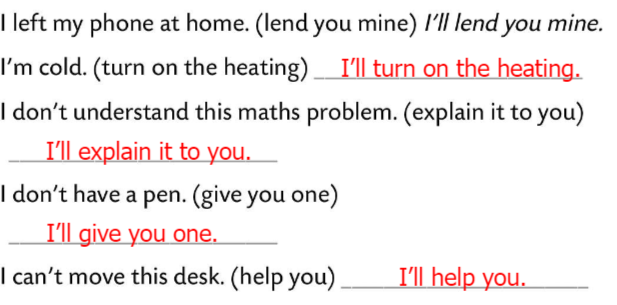 I left my phone at home. (lend you mine) I'll lend you mine.
I'm cold. (turn on the heating) I'll turn on the heating.
I don't understand this maths problem. (explain it to you)
I'll explain it to you.
I don't have a pen. (give you one)
I'll give you one.
I can't move this desk. (help you) I'll help you.